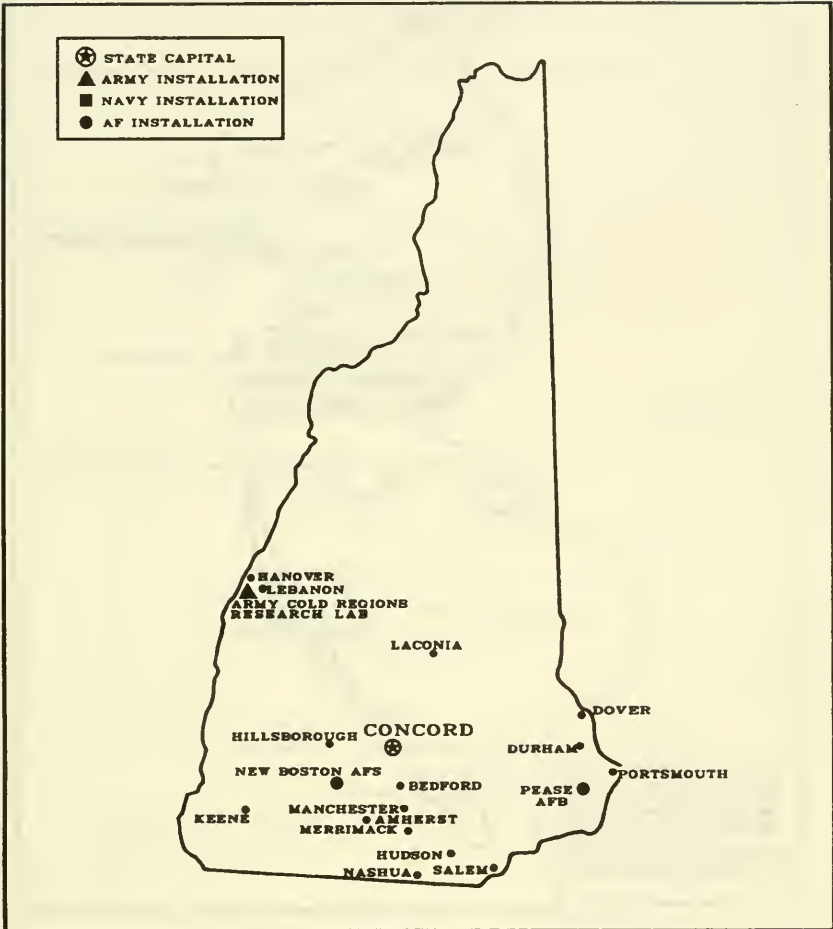 STATE CAPITAL
ARMY INSTALLATION
NAVY INSTALLATION
AF INSTALLATION
HANOVER
LEBANON
ARMY COLD REGIONS
RESEARCH LAB
LACONIA
DOVER
HILLSBOROUGH
CONCORD
DURHAM
NEW BOSTON AFS
PORTSMOUTH
BEDFORD
PEASE
AFB
KEENE
MANCHESTER
AMHERST
MERRIMACK
HUDSON
NASHUA
SALEM